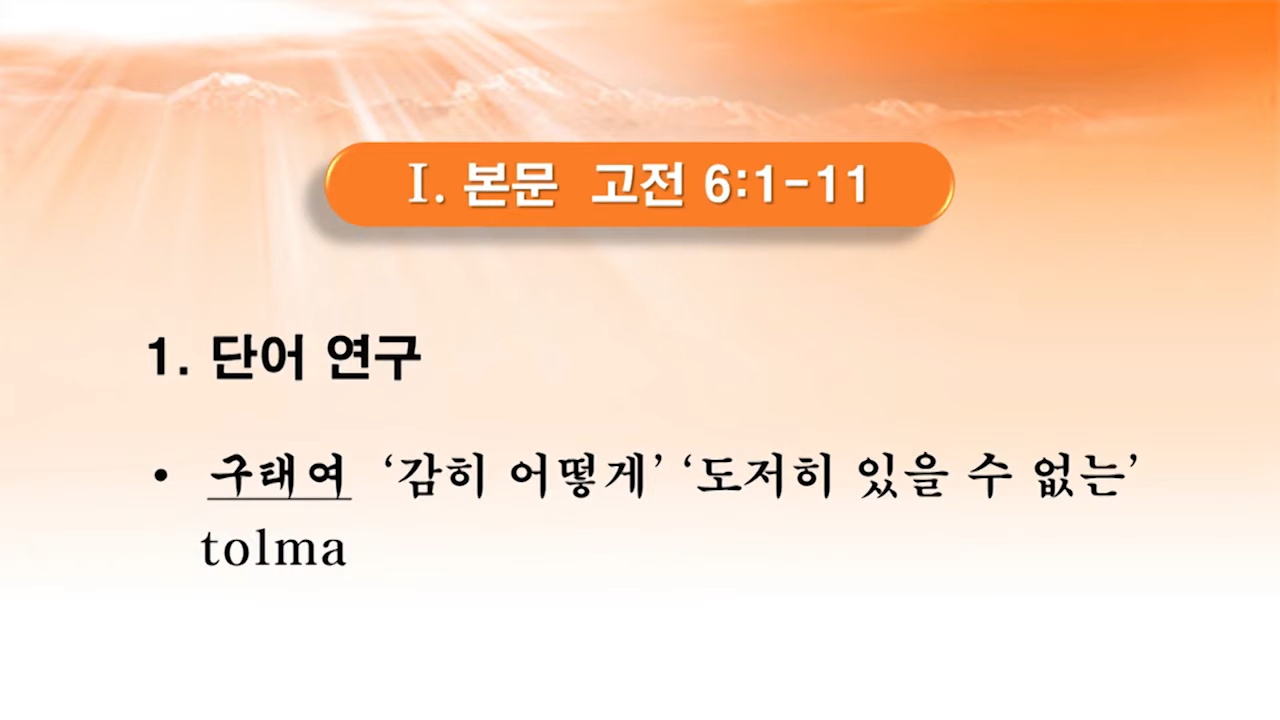 I. 본문 고전 6:1-11
1. 단어 연구
• 구태여 ‘감히 어떻게’ ‘도저히 있을 수 없는’
tolma